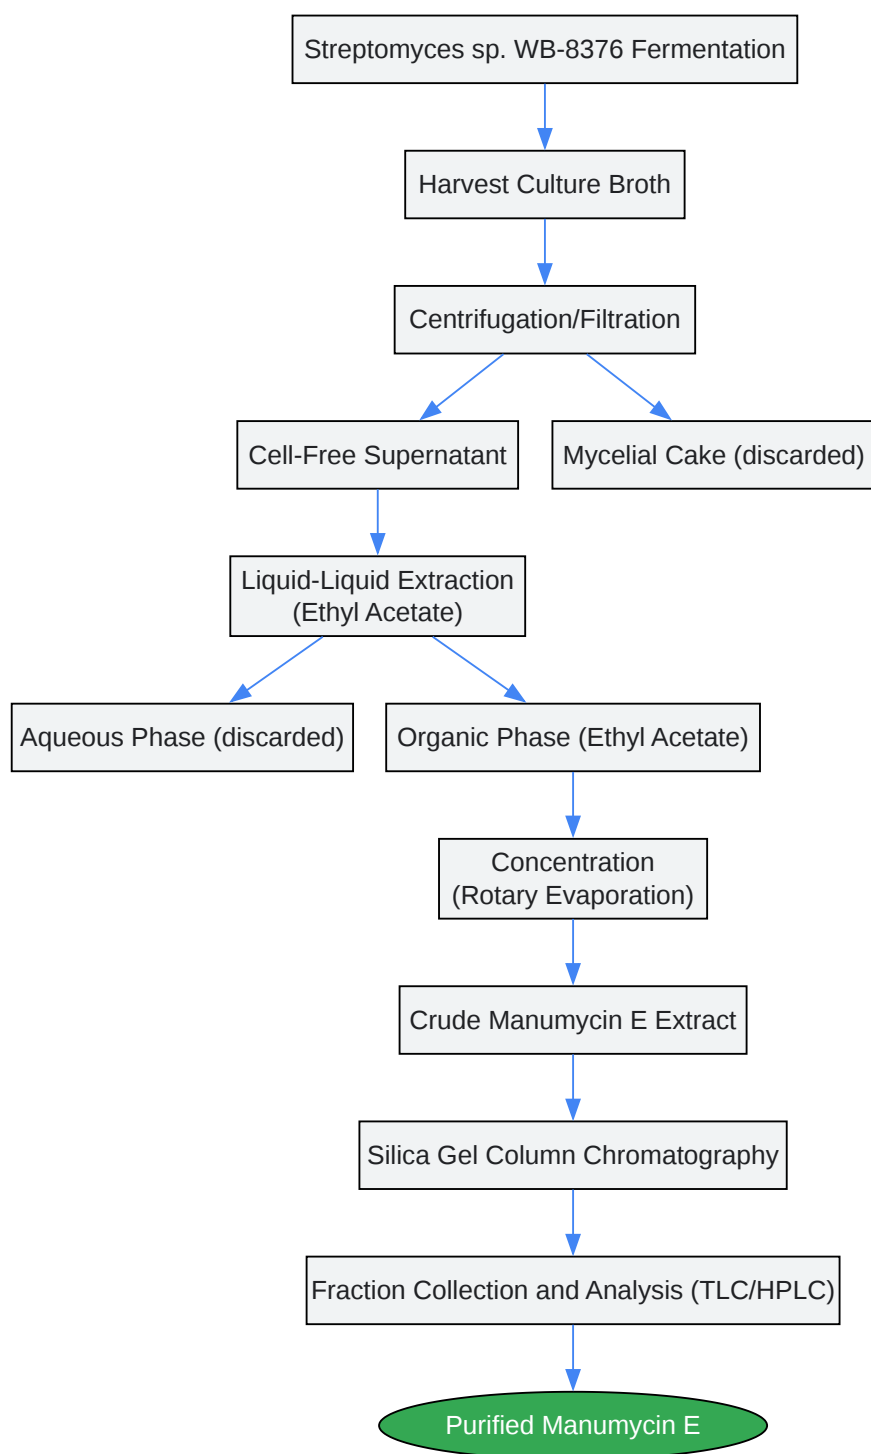 Streptomyces sp. WB-8376 Fermentation
Harvest Culture Broth
Centrifugation/Filtration
Cell-Free Supernatant
Mycelial Cake (discarded)
Liquid-Liquid Extraction
(Ethyl Acetate)
Aqueous Phase (discarded)
Organic Phase (Ethyl Acetate)
Concentration
(Rotary Evaporation)
Crude Manumycin E Extract
Silica Gel Column Chromatography
Fraction Collection and Analysis (TLC/HPLC)
Purified Manumycin E